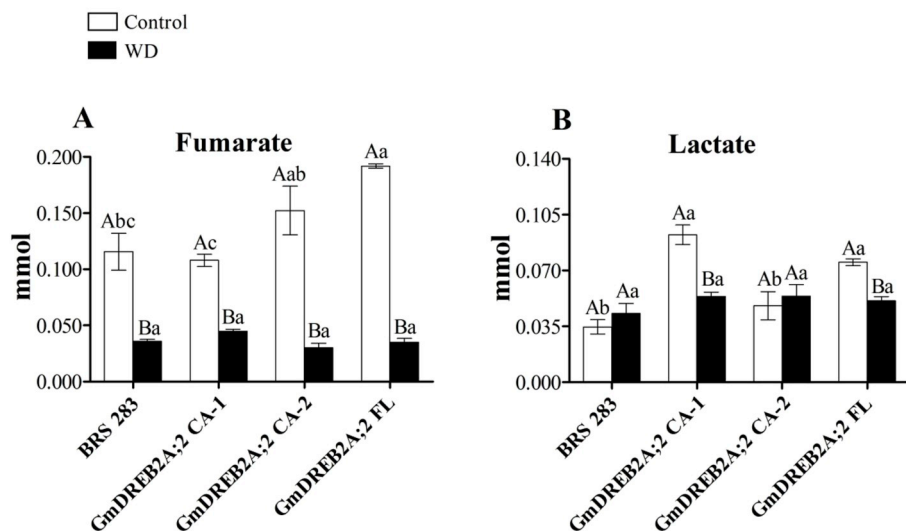 Control
WD
A
Fumarate
mmol
0.200
0.150
0.100
0.050
0.000
Abc
Ba
Ac
Ba
Aab
Ba
Aa
Ba
BRS 283
GmDREB2A;2 CA-1
GmDREB2A;2 CA-2
GmDREB2A;2 FL
B
Lactate
mmol
0.140
0.105
0.070
0.035
0.000
Ab
Aa
Aa
Ba
Ab
Aa
Aa
Ba
BRS 283
GmDREB2A;2 CA-1
GmDREB2A;2 CA-2
GmDREB2A;2 FL